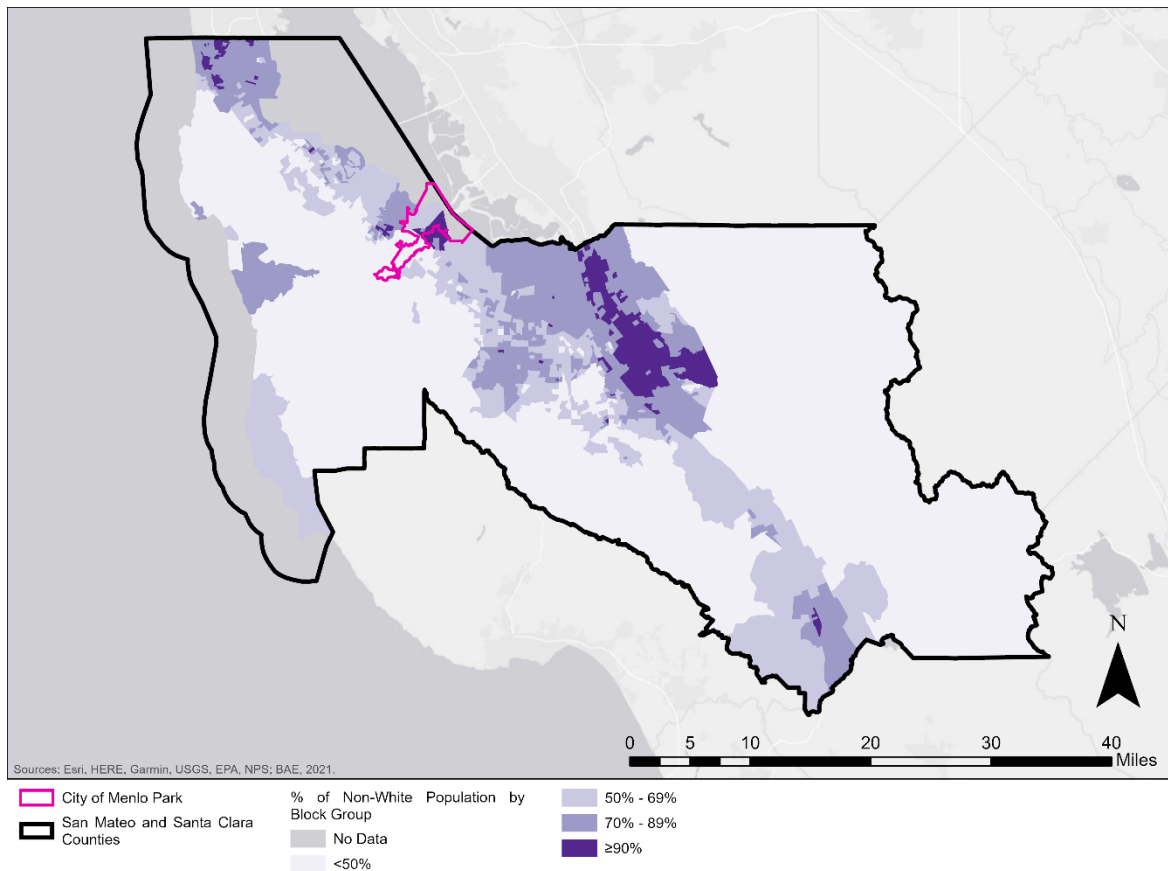 N
0 5 10 20 30 40
Miles
Sources: Esri, HERE, Garmin, USGS, EPA, NPS; BAE, 2021.
City of Menlo Park
San Mateo and Santa Clara
Counties
% of Non-White Population by
Block Group
No Data
<50%
50% - 69%
70% - 89%
≥90%